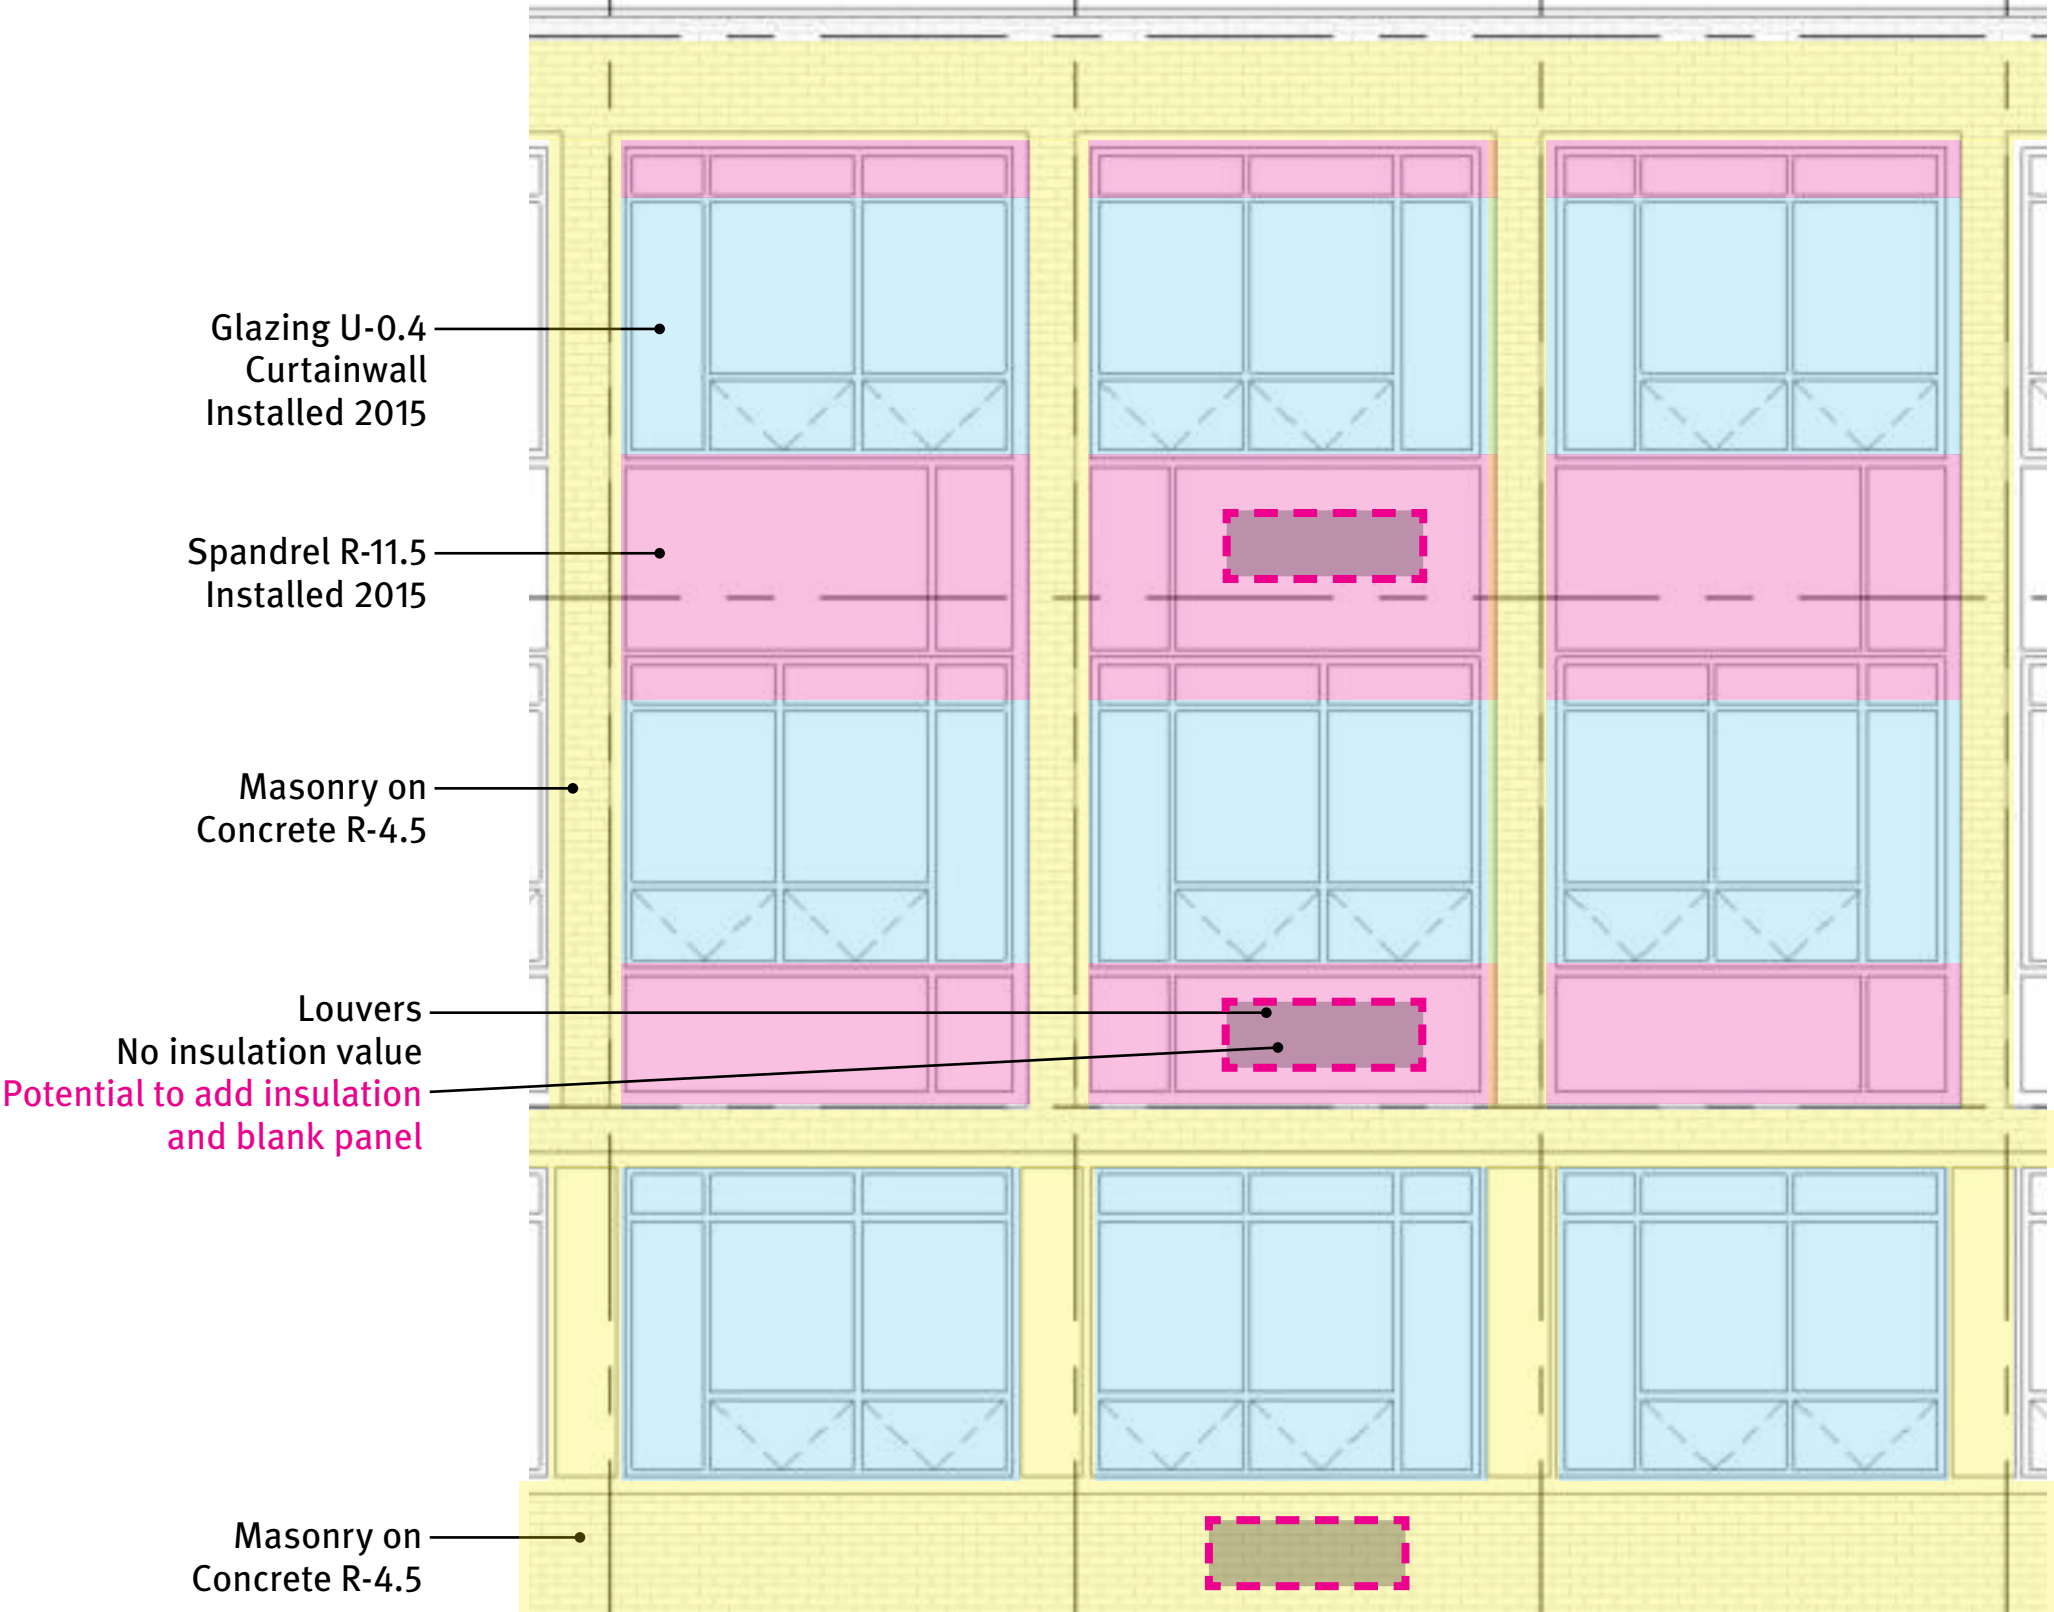 Glazing U-0.4
Curtainwall
Installed 2015
Spandrel R-11.5
Installed 2015
Masonry on
Concrete R-4.5
Louvers
No insulation value
Potential to add insulation
and blank panel
Masonry on
Concrete R-4.5